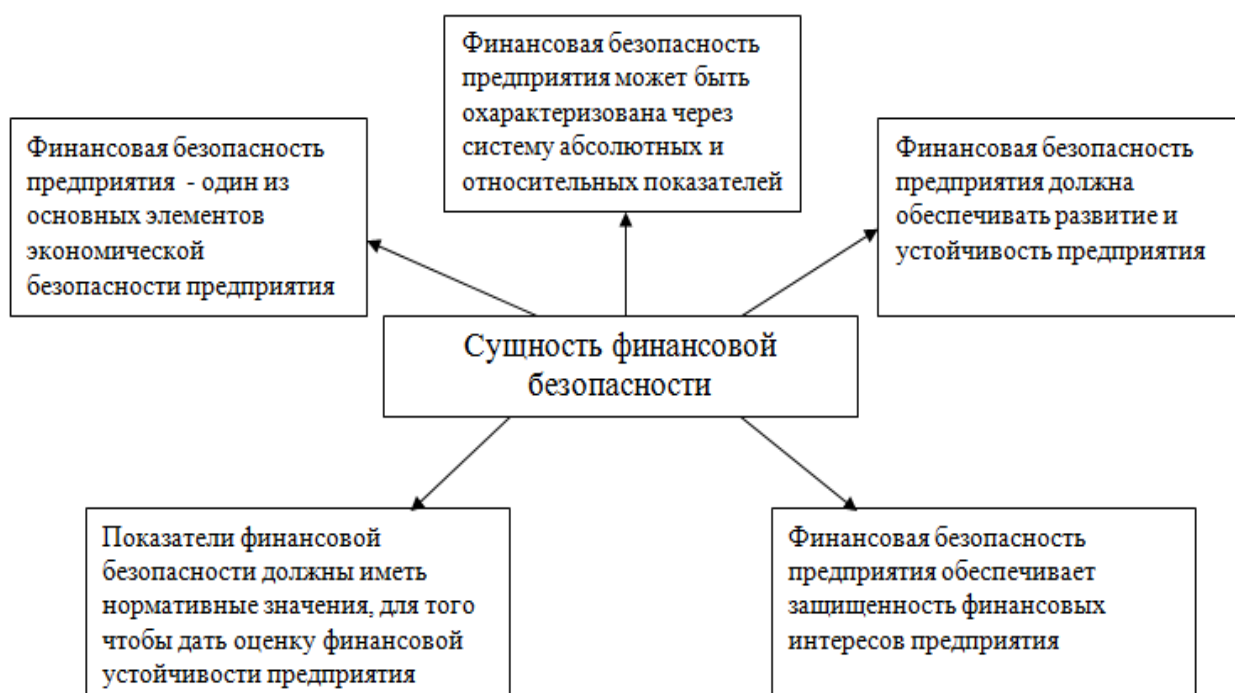 Финансовая безопасность
предприятия может быть
охарактеризована через
систему абсолютных и
относительных показателей
Финансовая безопасность
предприятия - один из
основных элементов
экономической
безопасности предприятия
Финансовая безопасность
предприятия должна
обеспечивать развитие и
устойчивость предприятия
Сущность финансовой
безопасности
Показатели финансовой
безопасности должны иметь
нормативные значения, для того
чтобы дать оценку финансовой
устойчивости предприятия
Финансовая безопасность
предприятия обеспечивает
защищенность финансовых
интересов предприятия